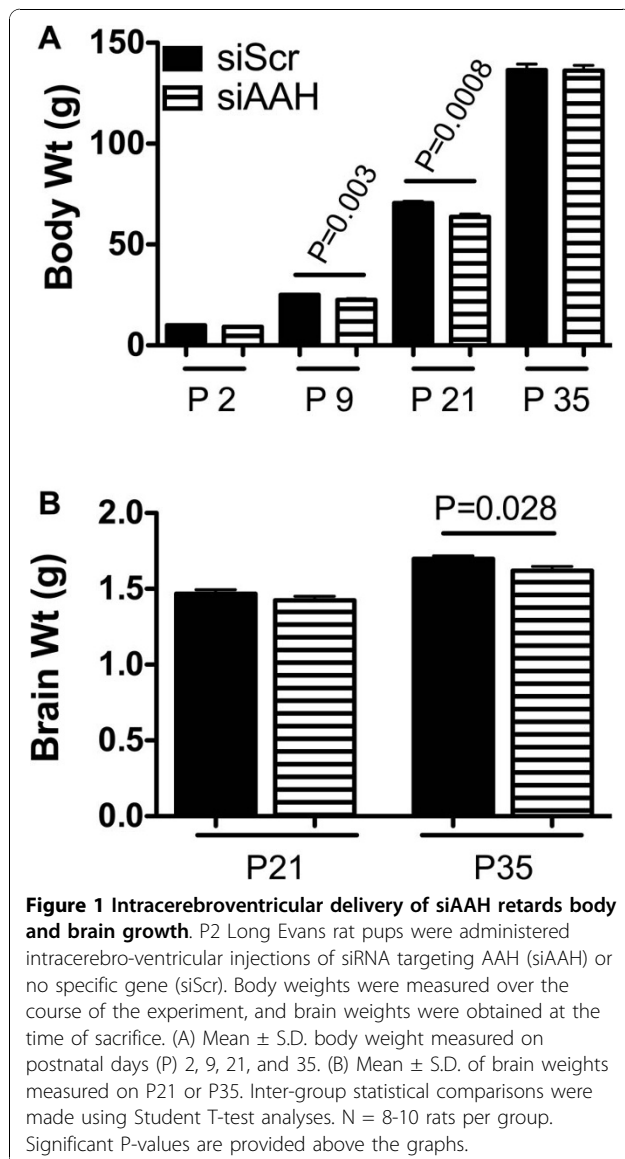 A
150
siScr
siAAH
P=0.003
P=0.0008
100
50
0
Body Wt (g)
P 2
P 9
P 21
P 35
B
2.0
P=0.028
1.5
1.0
0.5
0.0
Brain Wt (g)
P21
P35
Figure 1 Intracerebroventricular delivery of siAAH retards body
and brain growth. P2 Long Evans rat pups were administered
intracerebro-ventricular injections of siRNA targeting AAH (siAAH) or
no specific gene (siScr). Body weights were measured over the
course of the experiment, and brain weights were obtained at the
time of sacrifice. (A) Mean ± S.D. body weight measured on
postnatal days (P) 2, 9, 21, and 35. (B) Mean ± S.D. of brain weights
measured on P21 or P35. Inter-group statistical comparisons were
made using Student T-test analyses. N = 8-10 rats per group.
Significant P-values are provided above the graphs.